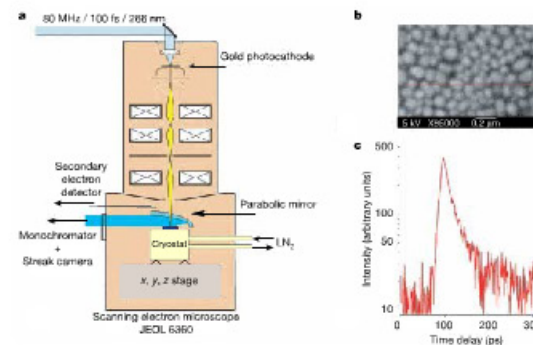 a
80 MHz / 100 fs / 266 nm
Gold photocathode
Secondary
electron
detector
Parabolic mirror
Monochromator
+
Streak camera
Cryostat
LN2
x, y, z stage
Scanning electron microscope
JEOL 6360
b
5 kV X95000 0.2 µm
c
Intensity (arbitrary units)
500
100
50
10
0
100
200
300
Time delay (ps)